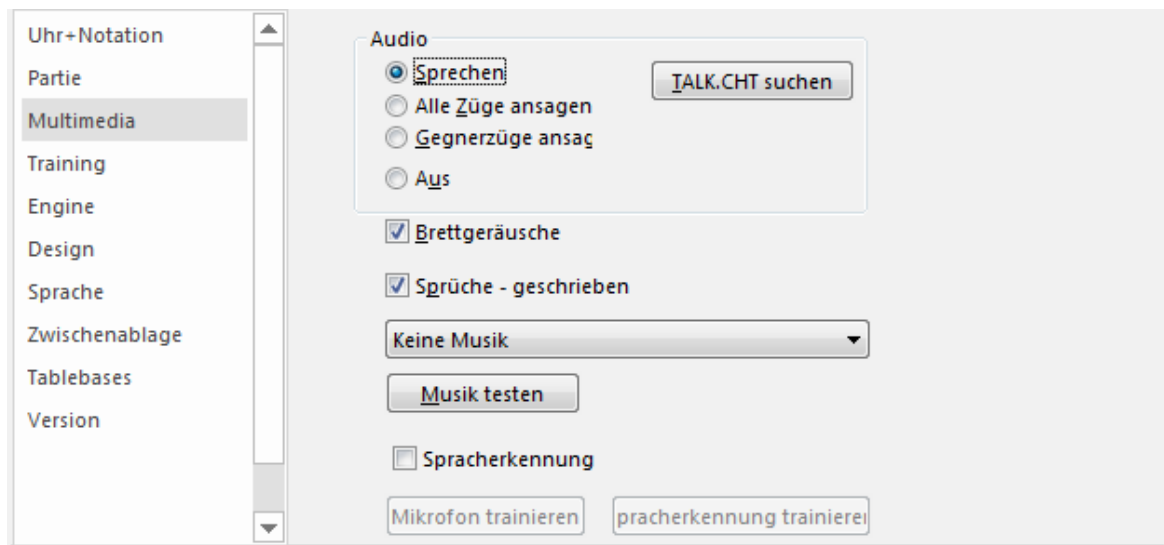 Uhr+Notation
Partie
Multimedia
Training
Engine
Design
Sprache
Zwischenablage
Tablebases
Version
Audio
Sprechen
TALK.CHT suchen
Alle Züge ansagen
Gegnerzüge ansag
Aus
Brettgeräusche
Sprüche - geschrieben
Keine Musik
Musik testen
Spracherkennung
Mikrofon trainieren
pracherkennung trainierei